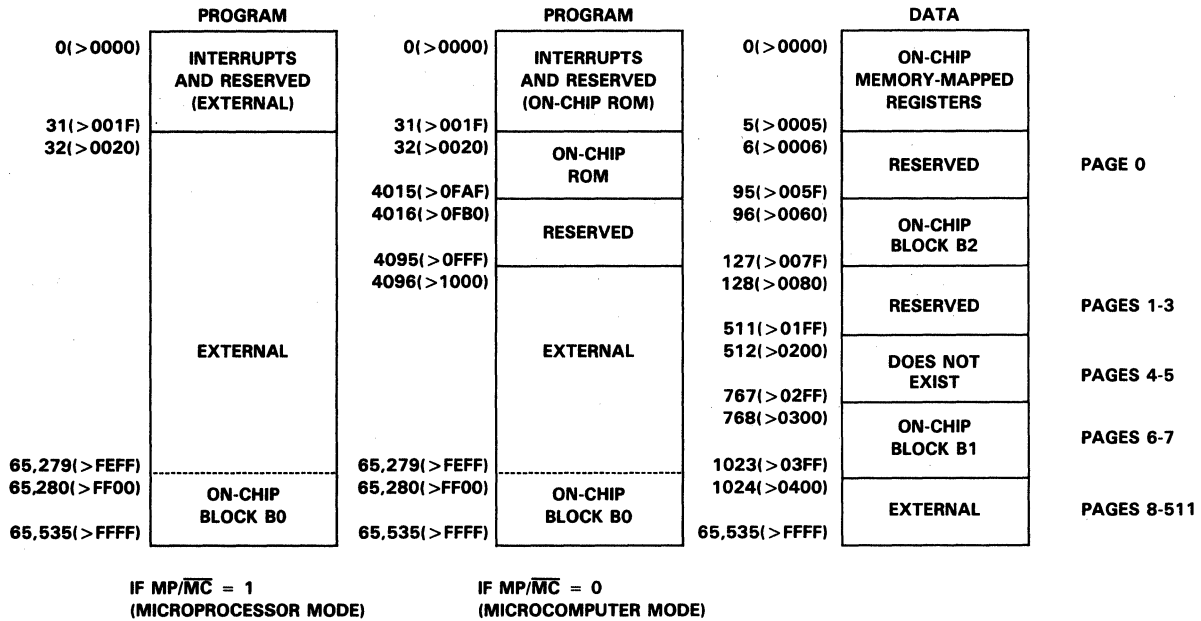 PROGRAM
0(>0000)
INTERRUPTS
AND RESERVED
(EXTERNAL)
31(>001F)
32(>0020)
EXTERNAL
65,279(>FEFF)
65,280(>FF00)
ON-CHIP
BLOCK B0
65,535(>FFFF)
IF MP/M̅C̅ = 1
(MICROPROCESSOR MODE)
PROGRAM
0(>0000)
INTERRUPTS
AND RESERVED
(ON-CHIP ROM)
31(>001F)
32(>0020)
ON-CHIP
ROM
4015(>0FAF)
4016(>0FB0)
RESERVED
4095(>0FFF)
4096(>1000)
EXTERNAL
65,279(>FEFF)
65,280(>FF00)
ON-CHIP
BLOCK B0
65,535(>FFFF)
IF MP/M̅C̅ = 0
(MICROCOMPUTER MODE)
DATA
0(>0000)
ON-CHIP
MEMORY-MAPPED
REGISTERS
5(>0005)
6(>0006)
RESERVED
PAGE 0
95(>005F)
96(>0060)
ON-CHIP
BLOCK B2
127(>007F)
128(>0080)
RESERVED
PAGES 1-3
511(>01FF)
512(>0200)
DOES NOT
EXIST
PAGES 4-5
767(>02FF)
768(>0300)
ON-CHIP
BLOCK B1
PAGES 6-7
1023(>03FF)
1024(>0400)
EXTERNAL
PAGES 8-511
65,535(>FFFF)